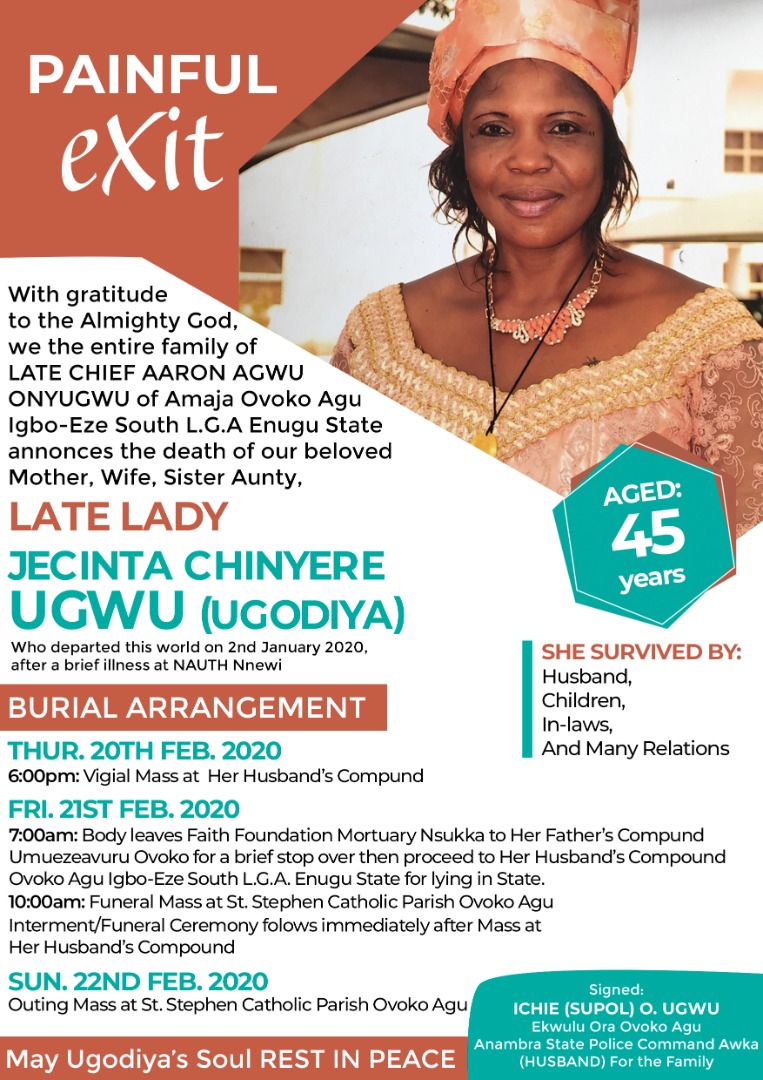 PAINFUL
eXit
With gratitude
to the Almighty God,
we the entire family of
LATE CHIEF AARON AGWU
ONYUGWU of Amaja Ovoko Agu
Igbo-Eze South L.G.A Enugu State
annonces the death of our beloved
Mother, Wife, Sister Aunty,
LATE LADY
JECINTA CHINYERE
UGWU (UGODIYA)
Who departed this world on 2nd January 2020,
after a brief illness at NAUTH Nnewi
AGED:
45
years
SHE SURVIVED BY:
Husband,
Children,
In-laws,
And Many Relations
BURIAL ARRANGEMENT
THUR. 20TH FEB. 2020
6:00pm: Vigial Mass at Her Husband's Compund
FRI. 21ST FEB. 2020
7:00am: Body leaves Faith Foundation Mortuary Nsukka to Her Father's Compund
Umuezeavuru Ovoko for a brief stop over then proceed to Her Husband's Compound
Ovoko Agu Igbo-Eze South L.G.A. Enugu State for lying in State.
10:00am: Funeral Mass at St. Stephen Catholic Parish Ovoko Agu
Interment/Funeral Ceremony folows immediately after Mass at
Her Husband's Compound
SUN. 22ND FEB. 2020
Outing Mass at St. Stephen Catholic Parish Ovoko Agu
May Ugodiya's Soul REST IN PEACE
Signed:
ICHIE (SUPOL) O. UGWU
Ekwulu Ora Ovoko Agu
Anambra State Police Command Awka
(HUSBAND) For the Family